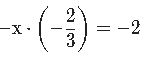 −x · (−2/3) = −2